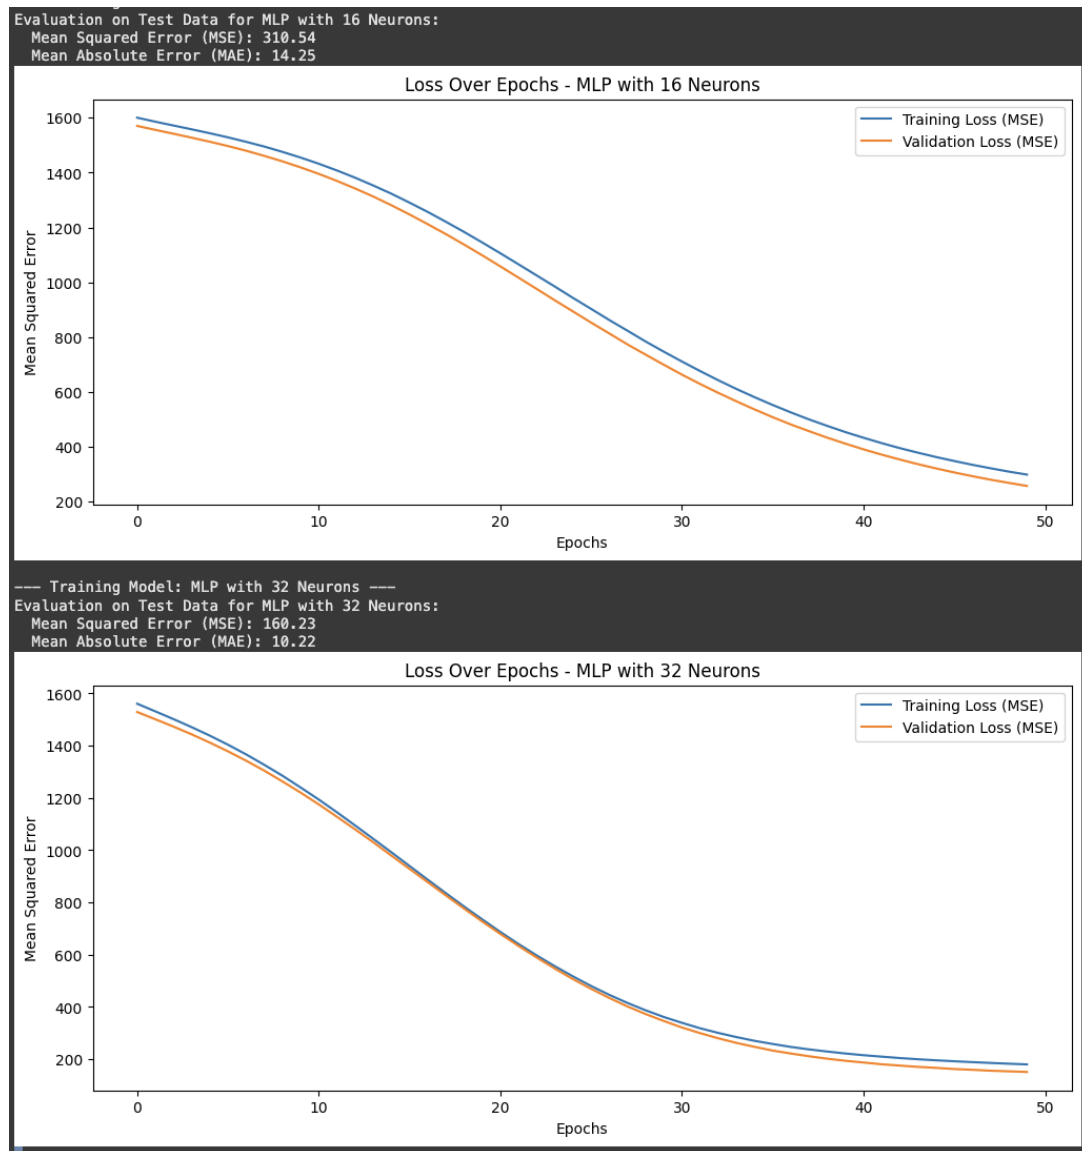 Evaluation on Test Data for MLP with 16 Neurons:
Mean Squared Error (MSE): 310.54
Mean Absolute Error (MAE): 14.25
Loss Over Epochs - MLP with 16 Neurons
Training Loss (MSE)
Validation Loss (MSE)
Mean Squared Error
1600
1400
1200
1000
800
600
400
200
0 10 20 30 40 50
Epochs
--- Training Model: MLP with 32 Neurons ---
Evaluation on Test Data for MLP with 32 Neurons:
Mean Squared Error (MSE): 160.23
Mean Absolute Error (MAE): 10.22
Loss Over Epochs - MLP with 32 Neurons
Training Loss (MSE)
Validation Loss (MSE)
Mean Squared Error
1600
1400
1200
1000
800
600
400
200
0 10 20 30 40 50
Epochs